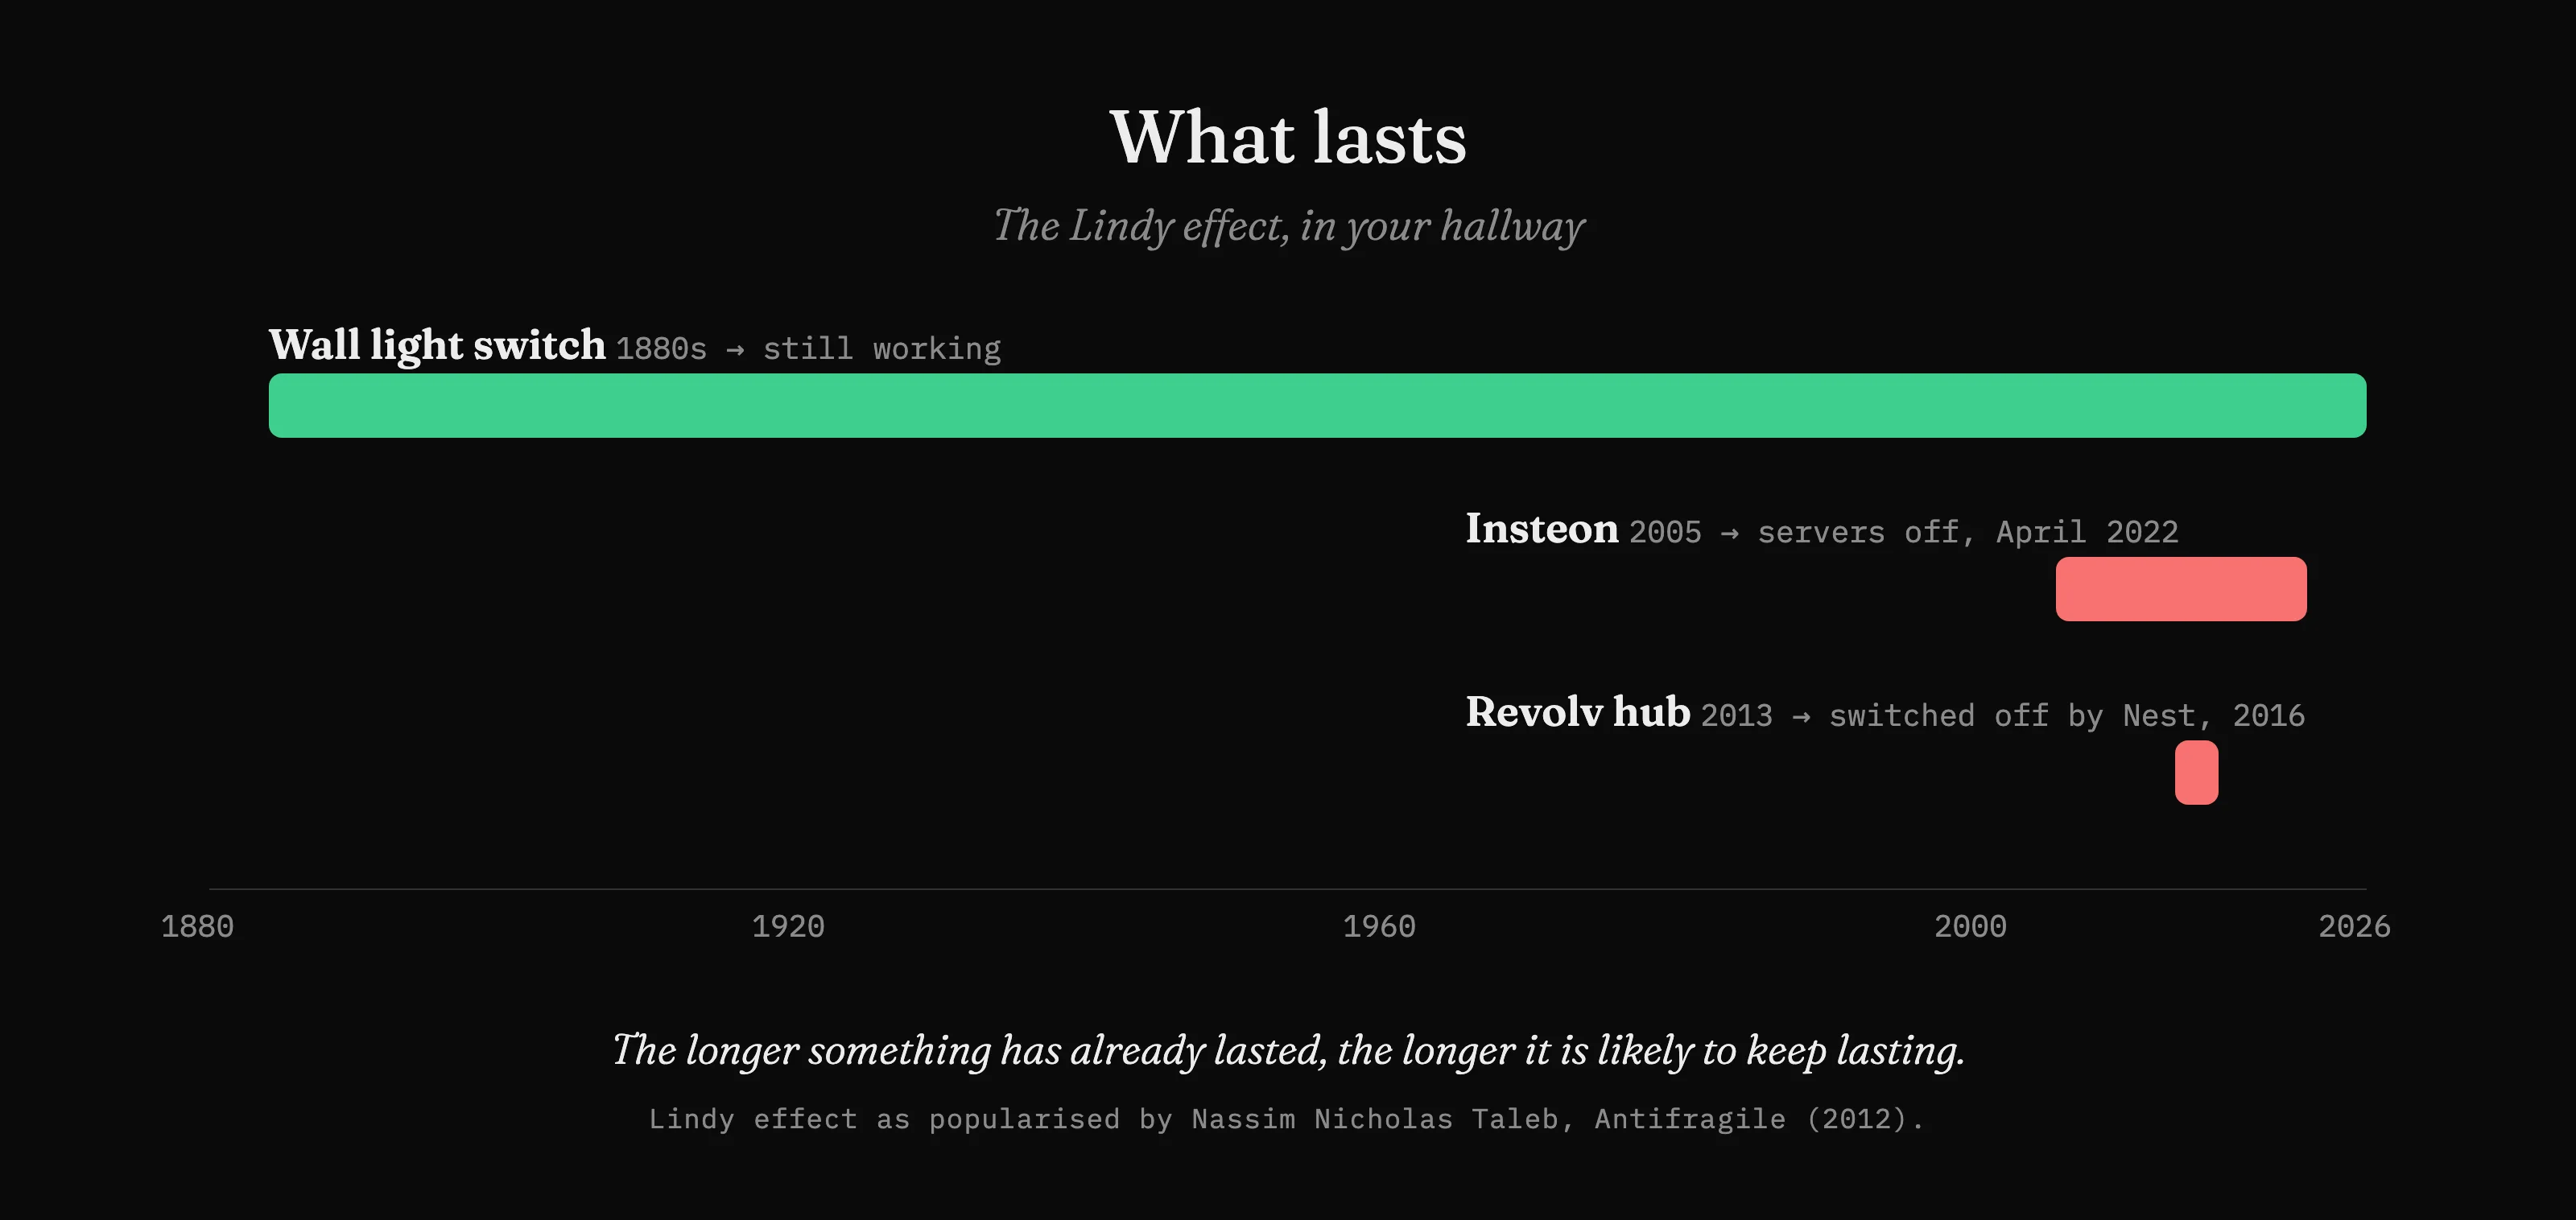 What lasts
The Lindy effect, in your hallway
Wall light switch 1880s → still working
Insteon 2005 → servers off, April 2022
Revolv hub 2013 → switched off by Nest, 2016
1880 1920 1960 2000 2026
The longer something has already lasted, the longer it is likely to keep lasting.
Lindy effect as popularised by Nassim Nicholas Taleb, Antifragile (2012).